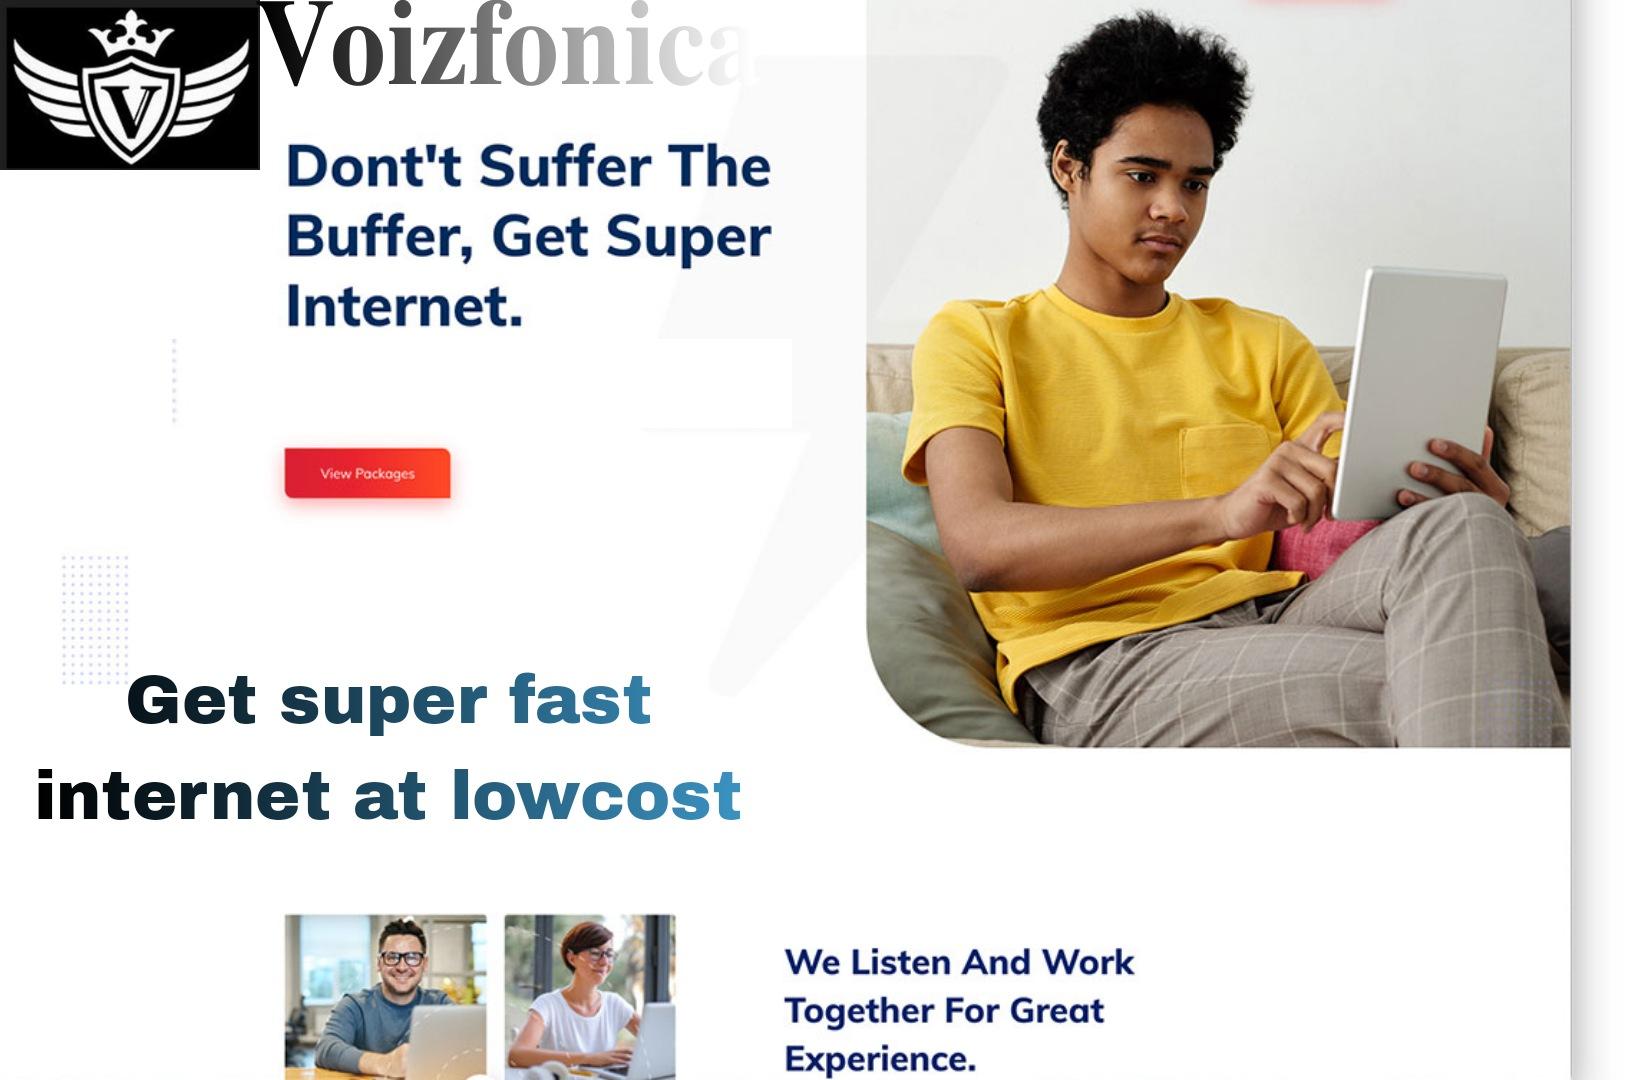 V
Voizfonica
Dont't Suffer The
Buffer, Get Super
Internet.
View Packages
Get super fast
internet at lowcost
We Listen And Work
Together For Great
Experience.